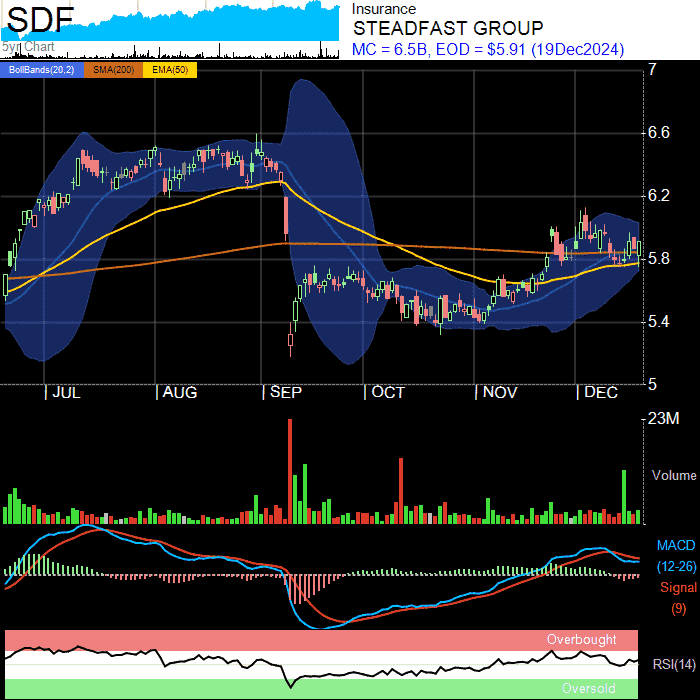 SDF
5yr Chart
Insurance
STEADFAST GROUP
MC = 6.5B, EOD = $5.91 (19Dec2024)
BollBands(20,2) SMA(200) EMA(50)
7
6.6
6.2
5.8
5.4
5
JUL AUG SEP OCT NOV DEC
23M
Volume
MACD
(12-26)
Signal
(9)
Overbought
RSI(14)
Oversold